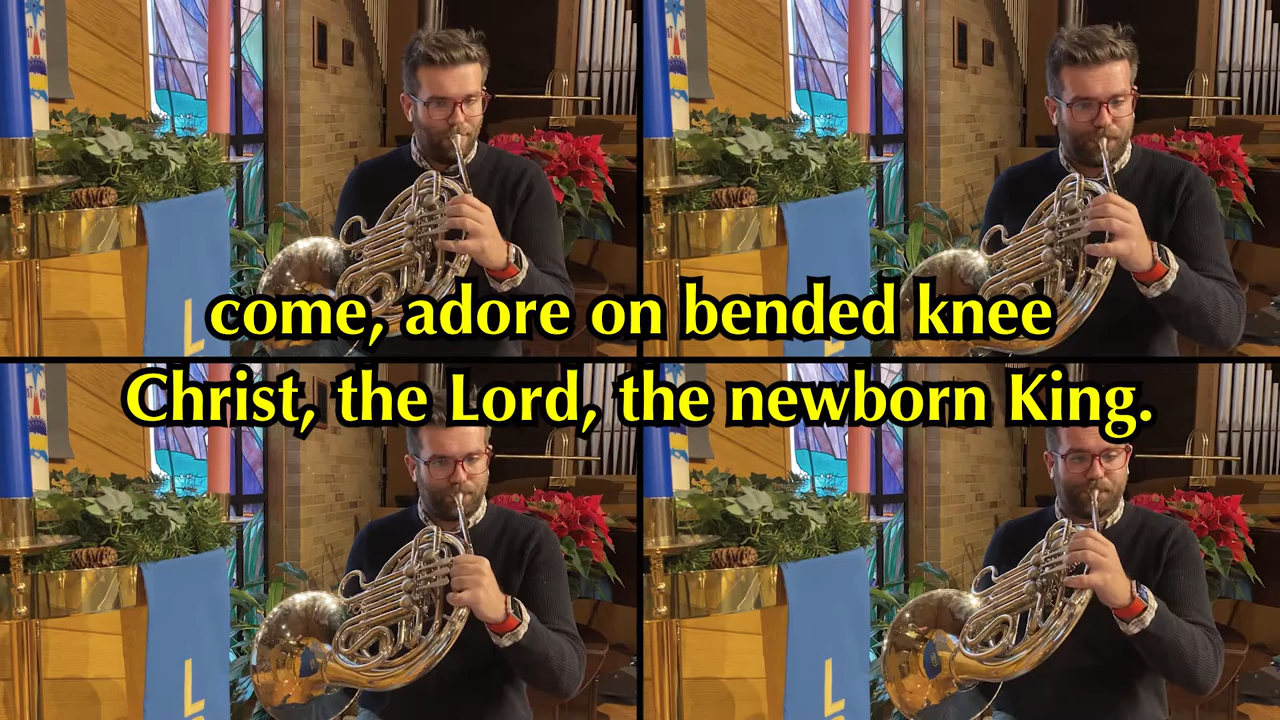 come, adore on bended knee
Christ, the Lord, the newborn King.
L
L